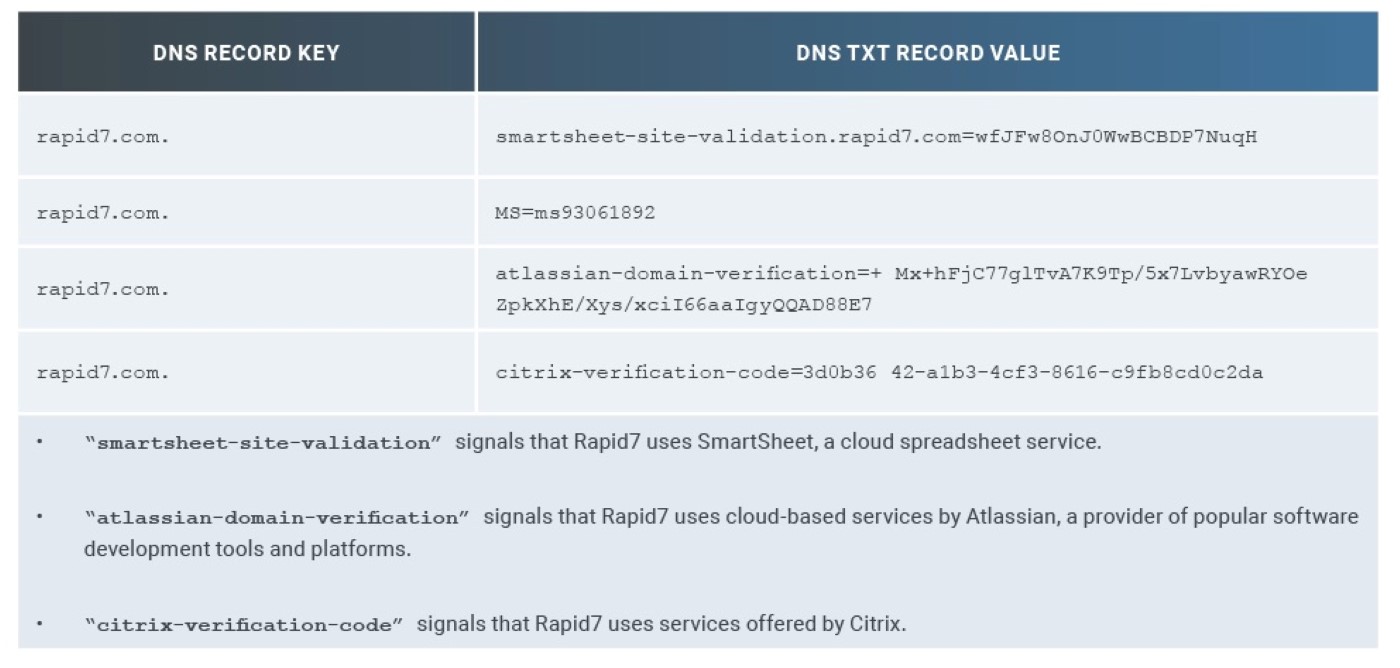 DNS RECORD KEY DNS TXT RECORD VALUE
rapid7.com. smartsheet-site-validation.rapid7.com=wfJFw8OnJ0WwBCBDP7NuqH
rapid7.com. MS=ms93061892
rapid7.com. atlassian-domain-verification=+ Mx+hFjC77glTvA7K9Tp/5x7LvbyawRYOe
ZpkXhE/Xys/xciI66aaIgyQQAD88E7
rapid7.com. citrix-verification-code=3d0b36 42-a1b3-4cf3-8616-c9fb8cd0c2da
• “smartsheet-site-validation” signals that Rapid7 uses SmartSheet, a cloud spreadsheet service.
• “atlassian-domain-verification” signals that Rapid7 uses cloud-based services by Atlassian, a provider of popular software
development tools and platforms.
• “citrix-verification-code” signals that Rapid7 uses services offered by Citrix.